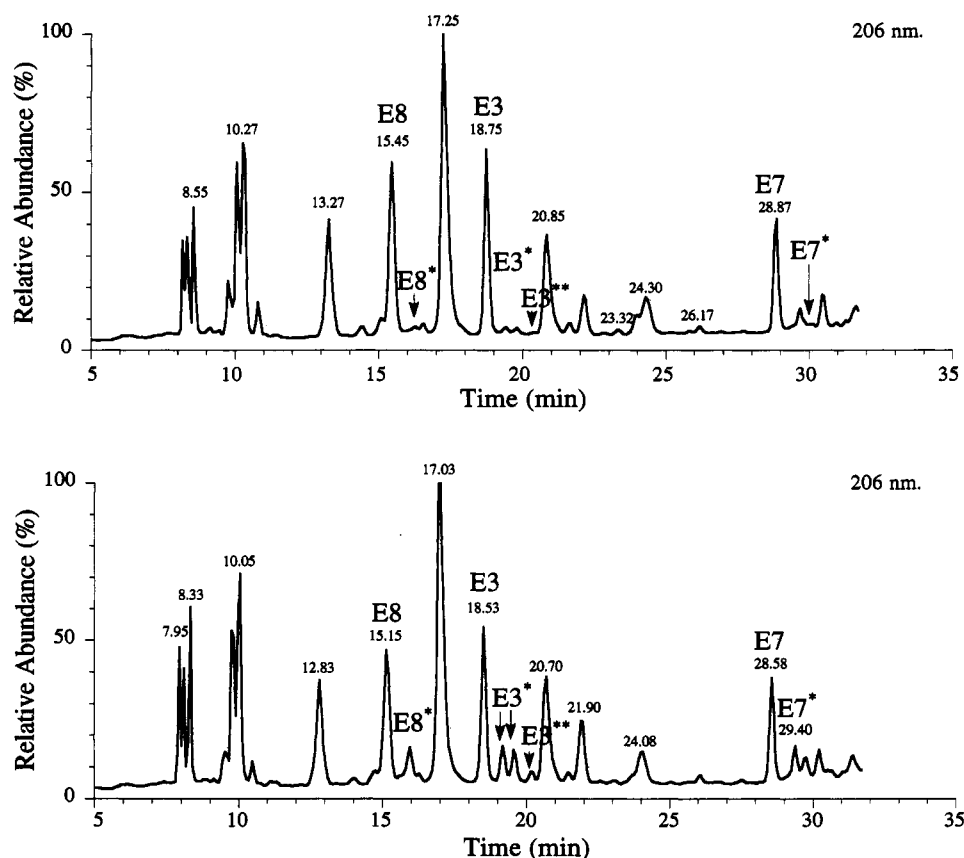 17.25
100
206 nm.
E8
E3
15.45
18.75
10.27
50
8.55
13.27
E7
28.87
20.85
E7*
E3*
E8*
E3**
24.30
23.32
26.17
0
5 10 15 20 25 30 35
Relative Abundance (%)
Time (min)
17.03
100
206 nm.
10.05
E3
8.33
18.53
E8
7.95
15.15
E7
50
28.58
20.70
12.83
E3*
E8*
21.90
E7*
E3**
29.40
24.08
0
5 10 15 20 25 30 35
Relative Abundance (%)
Time (min)